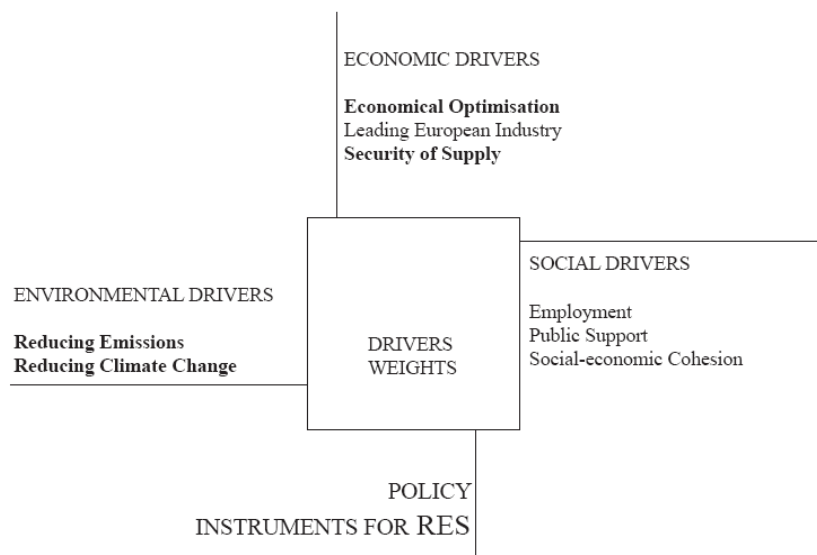 ECONOMIC DRIVERS
Economical Optimisation
Leading European Industry
Security of Supply
ENVIRONMENTAL DRIVERS
Reducing Emissions
Reducing Climate Change
DRIVERS
WEIGHTS
SOCIAL DRIVERS
Employment
Public Support
Social-economic Cohesion
POLICY
INSTRUMENTS FOR RES